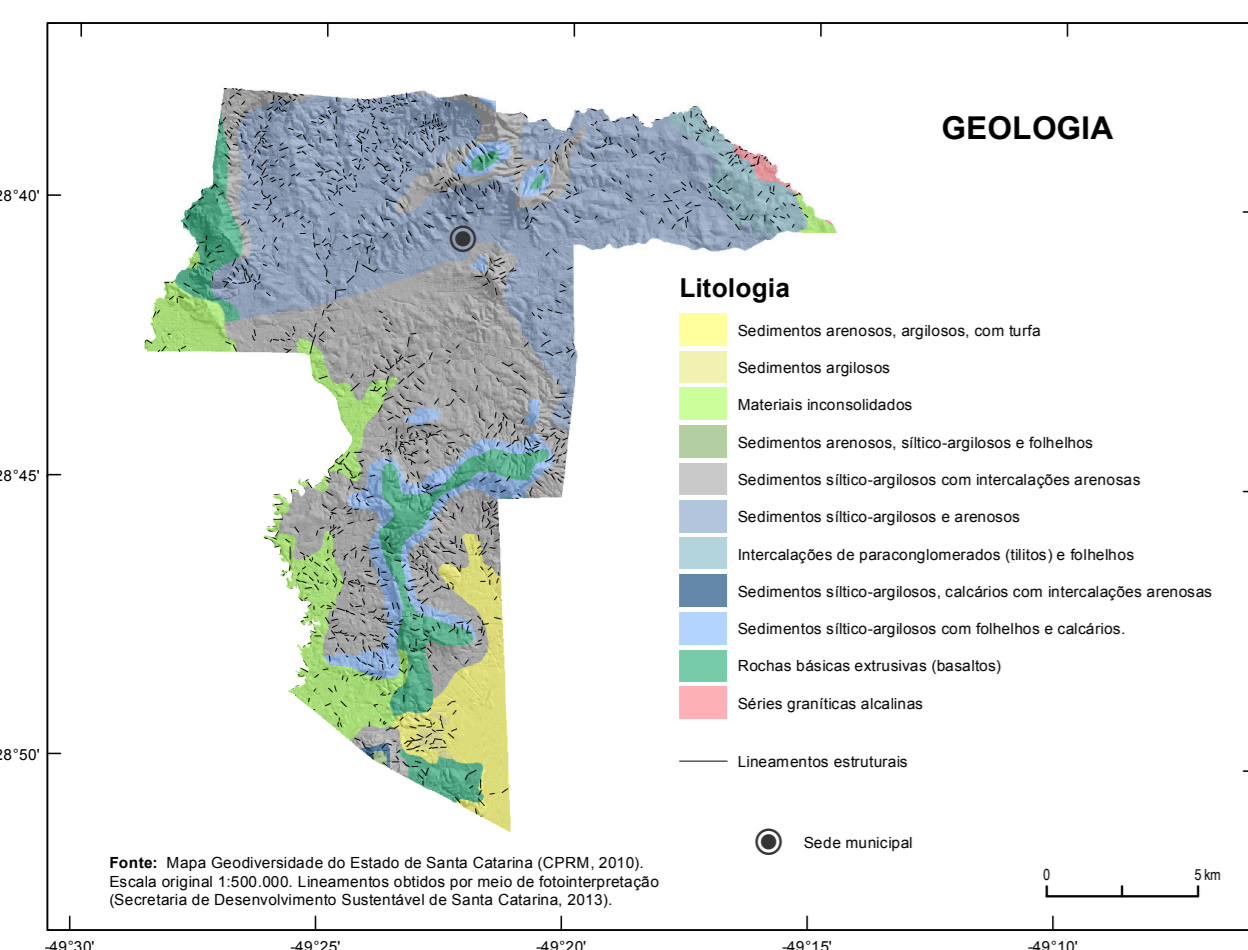 GEOLOGIA
28°40'
28°45'
28°50'
Litologia
Sedimentos arenosos, argilosos, com turfa
Sedimentos argilosos
Materiais inconsolidados
Sedimentos arenosos, síltico-argilosos e folhelhos
Sedimentos síltico-argilosos com intercalações arenosas
Sedimentos síltico-argilosos e arenosos
Intercalações de paraconglomerados (tilitos) e folhelhos
Sedimentos síltico-argilosos, calcários com intercalações arenosas
Sedimentos síltico-argilosos com folhelhos e calcários.
Rochas básicas extrusivas (basaltos)
Séries graníticas alcalinas
Lineamentos estruturais
Sede municipal
0 5 km
Fonte: Mapa Geodiversidade do Estado de Santa Catarina (CPRM, 2010).
Escala original 1:500.000. Lineamentos obtidos por meio de fotointerpretação
(Secretaria de Desenvolvimento Sustentável de Santa Catarina, 2013).
-49°30' -49°25' -49°20' -49°15' -49°10'